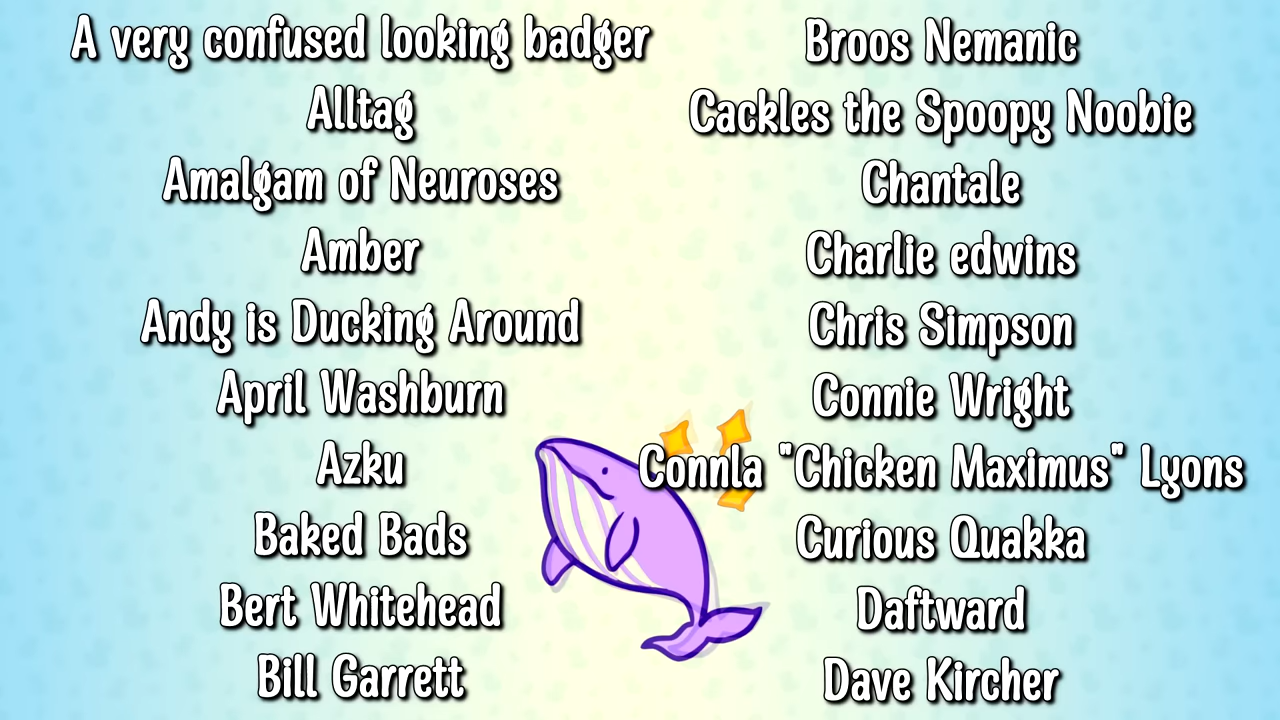 A very confused looking badger
Alltag
Amalgam of Neuroses
Amber
Andy is Ducking Around
April Washburn
Azku
Baked Bads
Bert Whitehead
Bill Garrett
Broos Nemanic
Cackles the Spoopy Noobie
Chantale
Charlie edwins
Chris Simpson
Connie Wright
Connla "Chicken Maximus" Lyons
Curious Quakka
Daftward
Dave Kircher